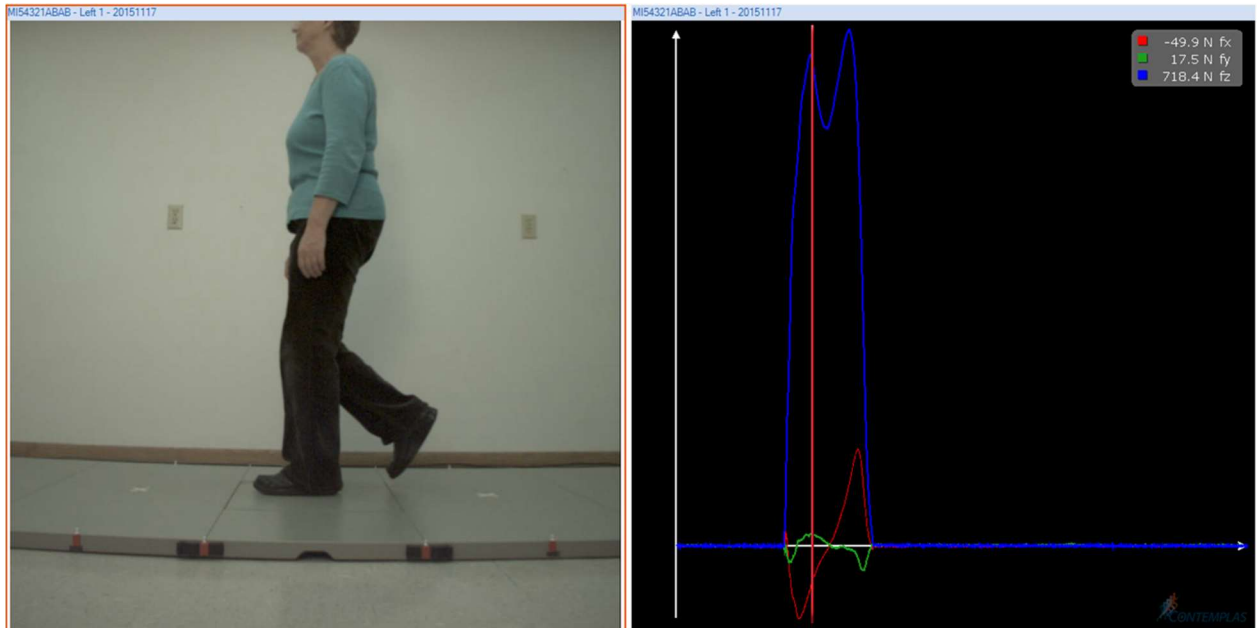 MI54321ABAB - Left 1 - 20151117
MI54321ABAB - Left 1 - 20151117
-49.9 N fx
17.5 N fy
718.4 N fz
CONTEMPLAS